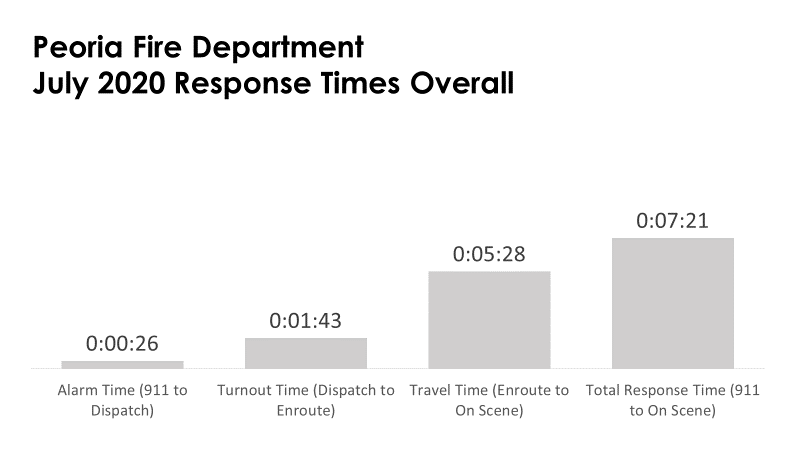 Peoria Fire Department
July 2020 Response Times Overall
0:00:26
0:01:43
0:05:28
0:07:21
Alarm Time (911 to
Dispatch)
Turnout Time (Dispatch to
Enroute)
Travel Time (Enroute to
On Scene)
Total Response Time (911
to On Scene)